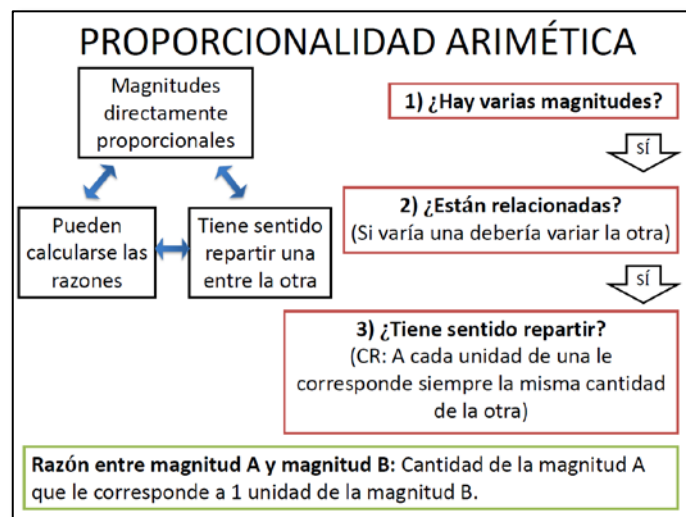 PROPORCIONALIDAD ARIMÉTICA
Magnitudes
directamente
proporcionales
Pueden
calcularse las
razones
Tiene sentido
repartir una
entre la otra
1) ¿Hay varias magnitudes?
SÍ
2) ¿Están relacionadas?
(Si varía una debería variar la otra)
SÍ
3) ¿Tiene sentido repartir?
(CR: A cada unidad de una le
corresponde siempre la misma cantidad
de la otra)
Razón entre magnitud A y magnitud B: Cantidad de la magnitud A
que le corresponde a 1 unidad de la magnitud B.